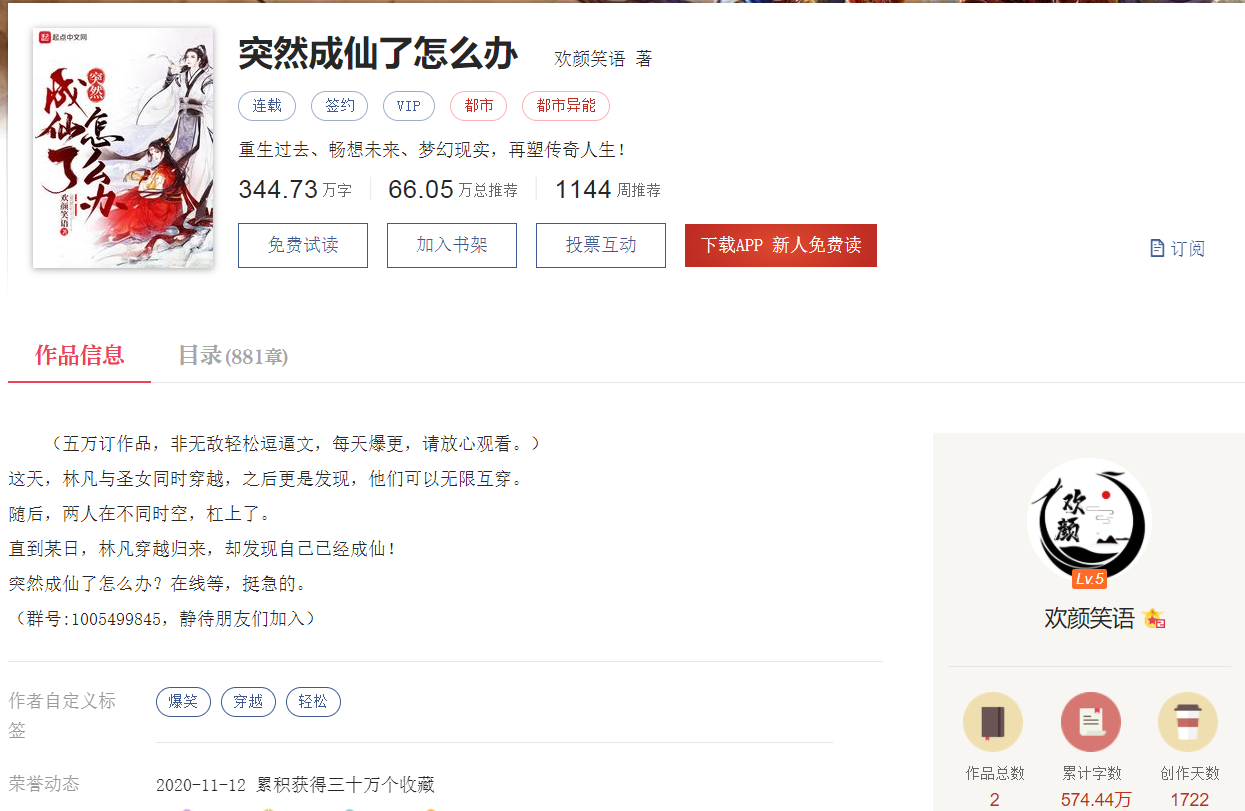 起点中文网
突然
成仙了
怎么办
欢颜笑语 著
突然成仙了怎么办 欢颜笑语 著
连载 签约 VIP 都市 都市异能
重生过去、畅想未来、梦幻现实，再塑传奇人生！
344.73 万字 66.05 万总推荐 1144 周推荐
免费试读 加入书架 投票互动 下载APP 新人免费读 订阅
作品信息 目录(881章)
（五万订作品，非无敌轻松逗逼文，每天爆更，请放心观看。）
这天，林凡与圣女同时穿越，之后更是发现，他们可以无限互穿。
随后，两人在不同时空，杠上了。
直到某日，林凡穿越归来，却发现自己已经成仙！
突然成仙了怎么办？在线等，挺急的。
（群号:1005499845，静待朋友们加入）
欢颜
Lv.5
欢颜笑语
作者自定义标
签
爆笑 穿越 轻松
荣誉动态 2020-11-12 累积获得三十万个收藏
作品总数 累计字数 创作天数
2 574.44万 1722